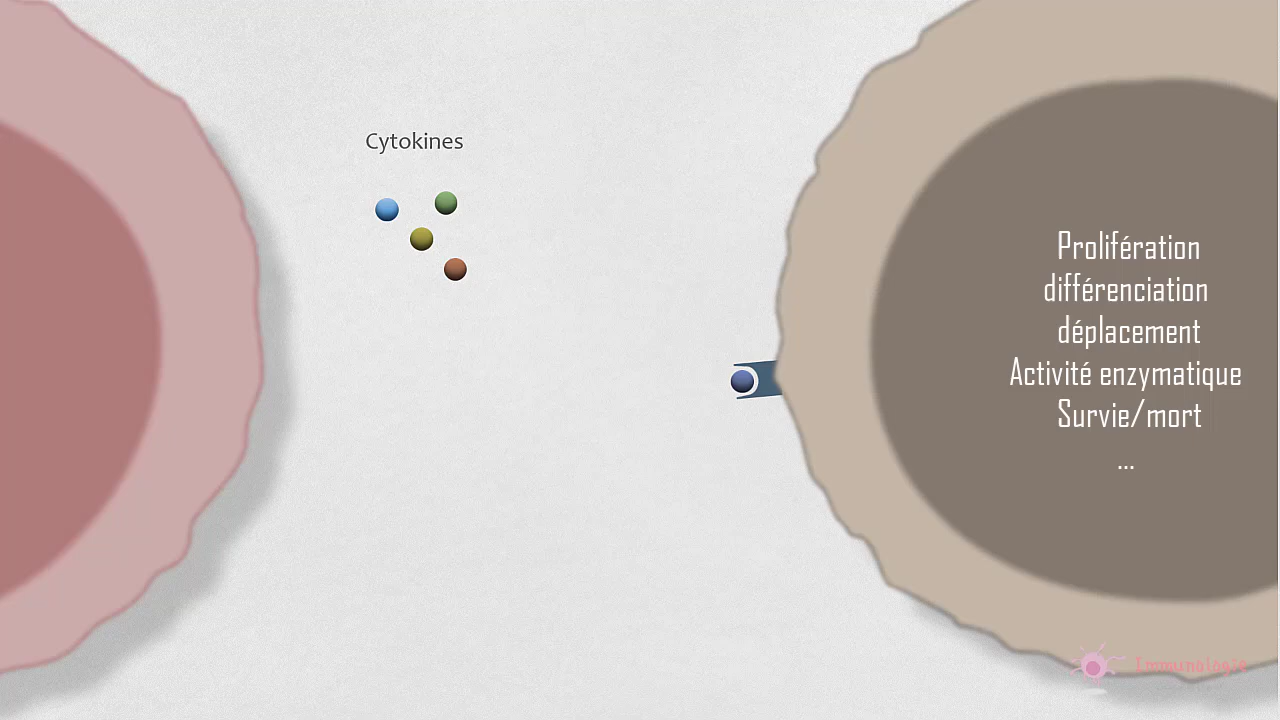 Cytokines
Prolifération
différenciation
déplacement
Activité enzymatique
Survie/mort
...
Immunologie